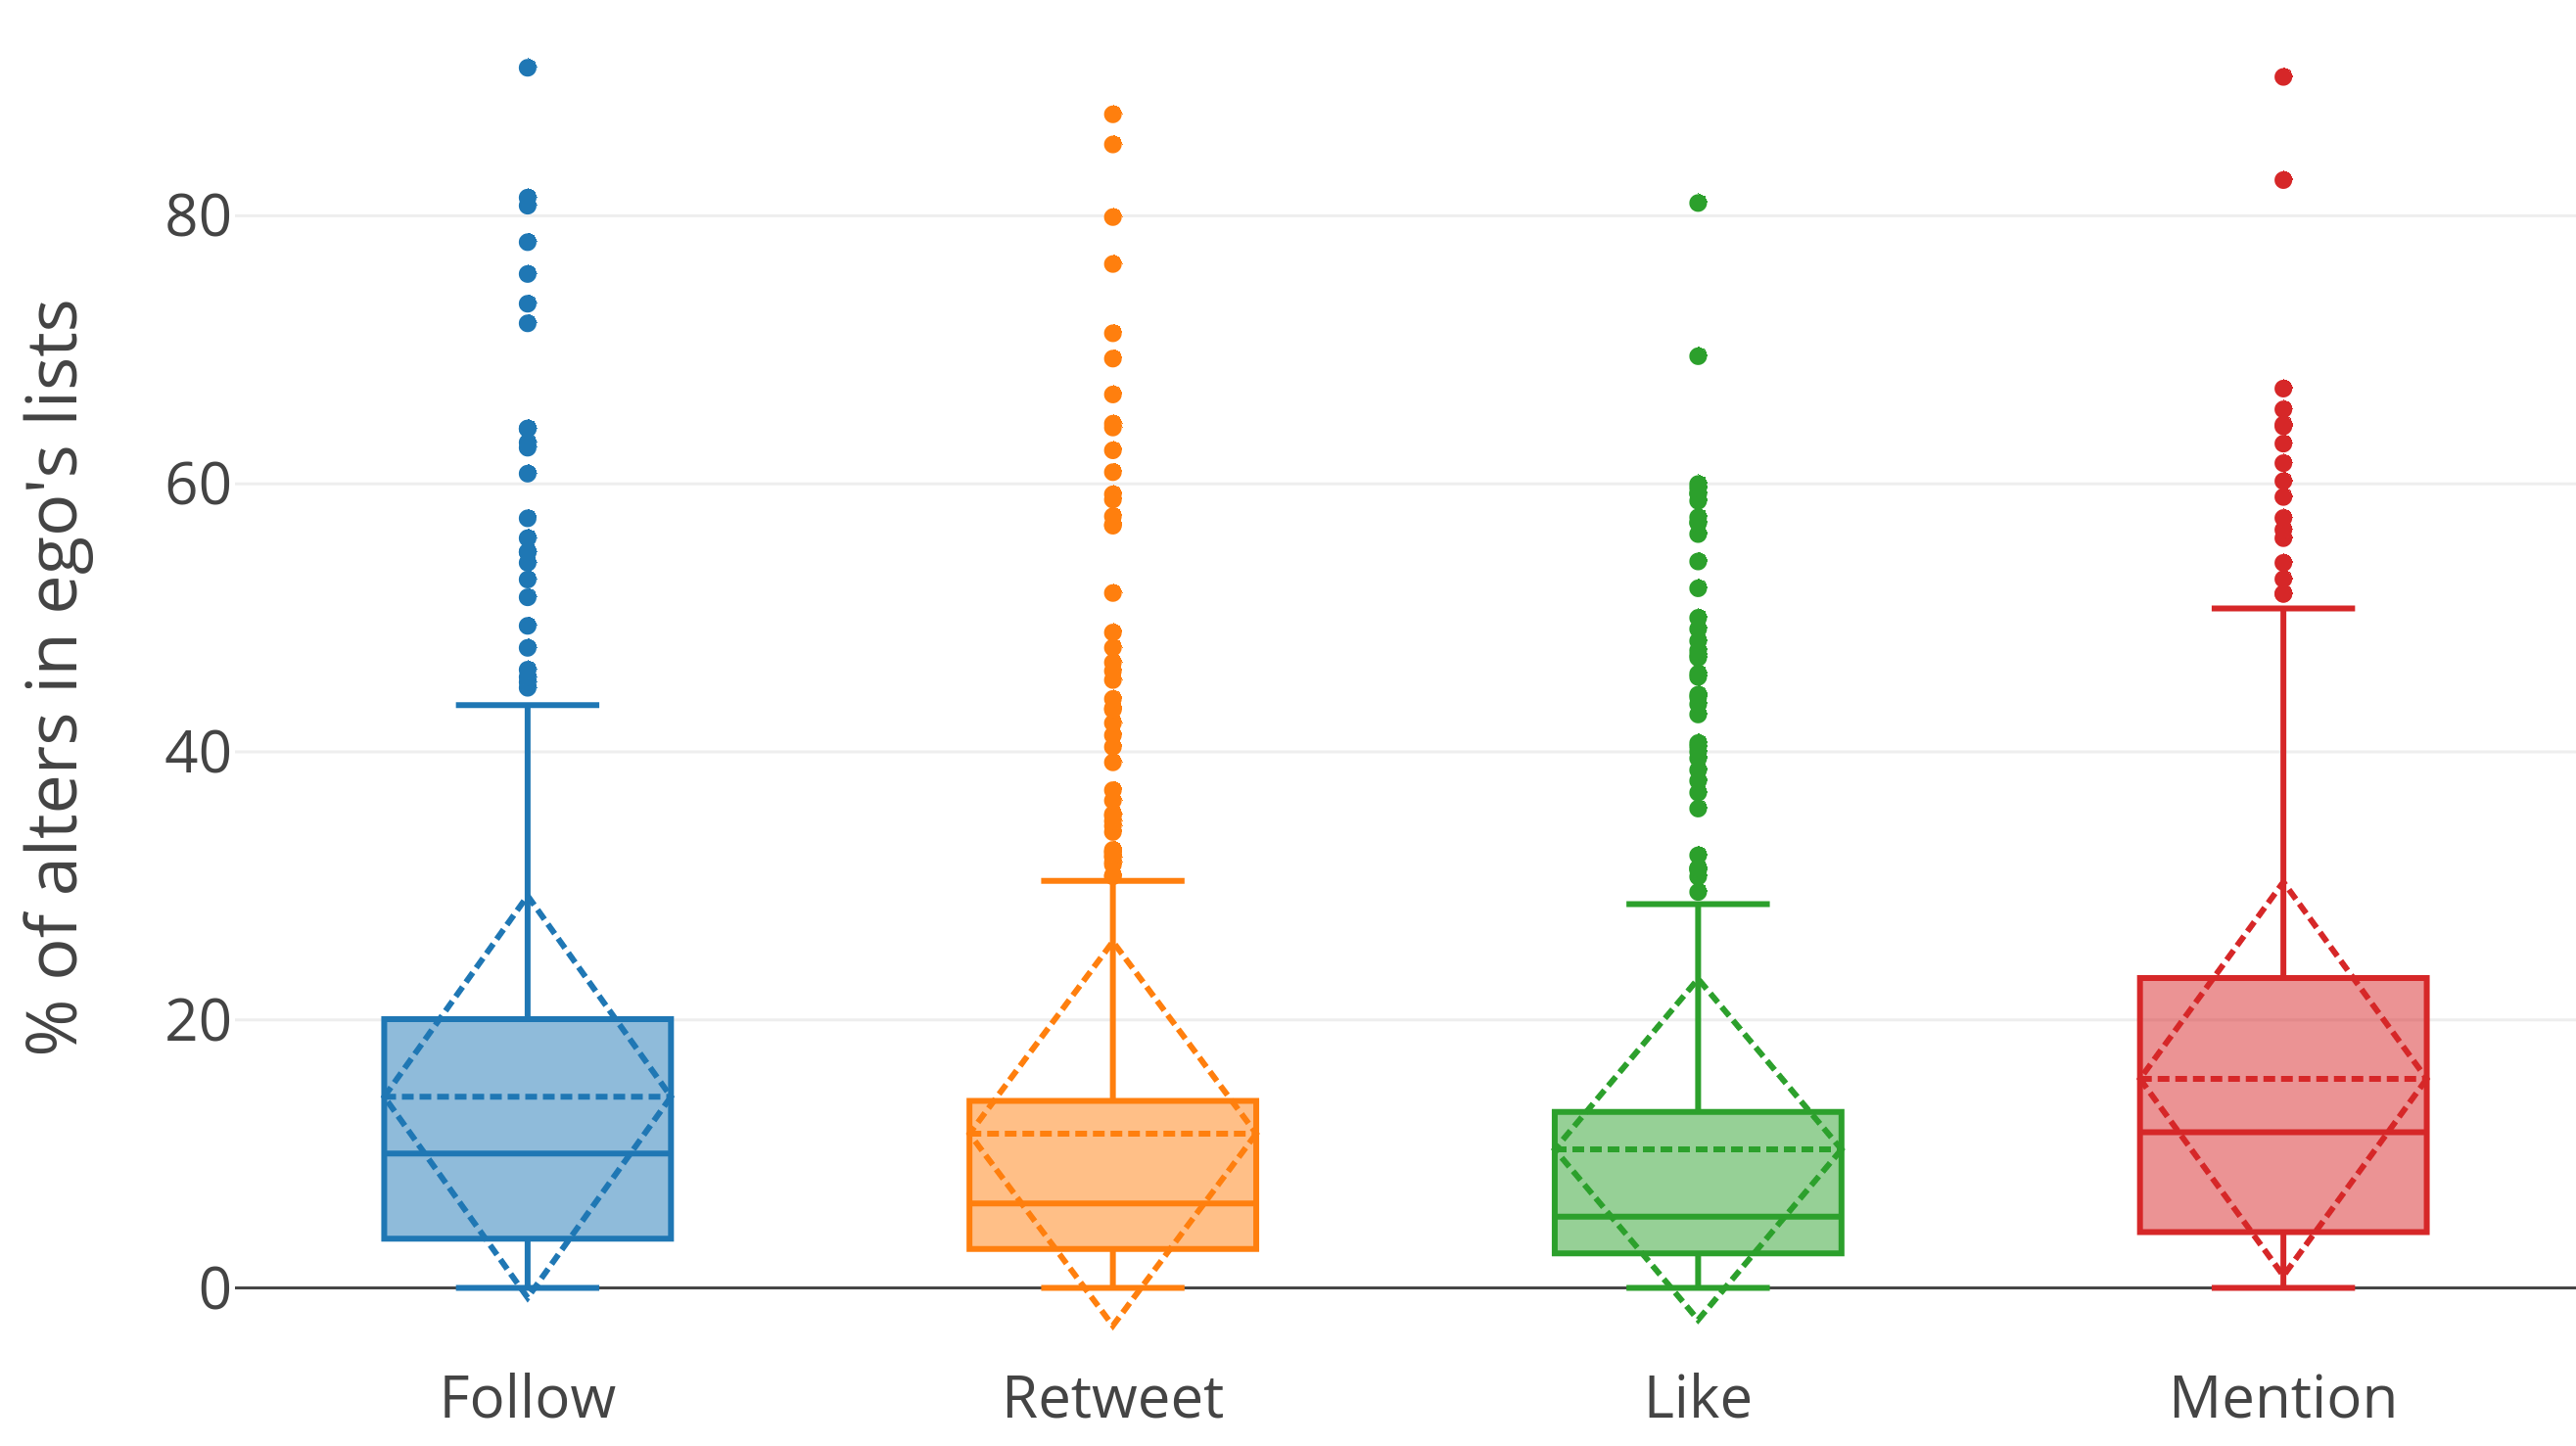 % of alters in ego's lists
80
60
40
20
0
Follow
Retweet
Like
Mention